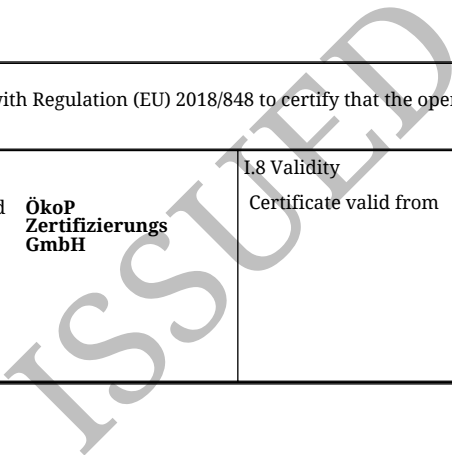 with Regulation (EU) 2018/848 to certify that the oper
I.8 Validity
Certificate valid from
d ÖkoP
Zertifizierungs
GmbH
ISSUED